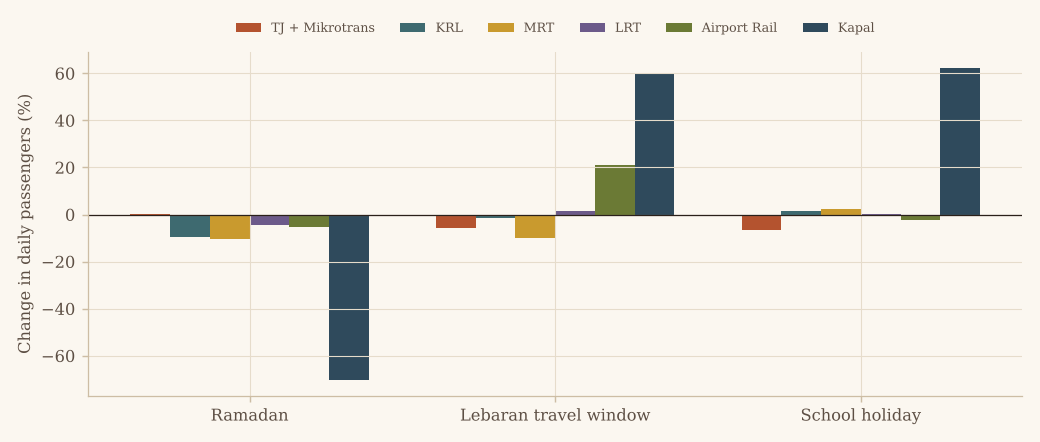 TJ + Mikrotrans KRL MRT LRT Airport Rail Kapal
Change in daily passengers (%)
60
40
20
0
−20
−40
−60
Ramadan Lebaran travel window School holiday